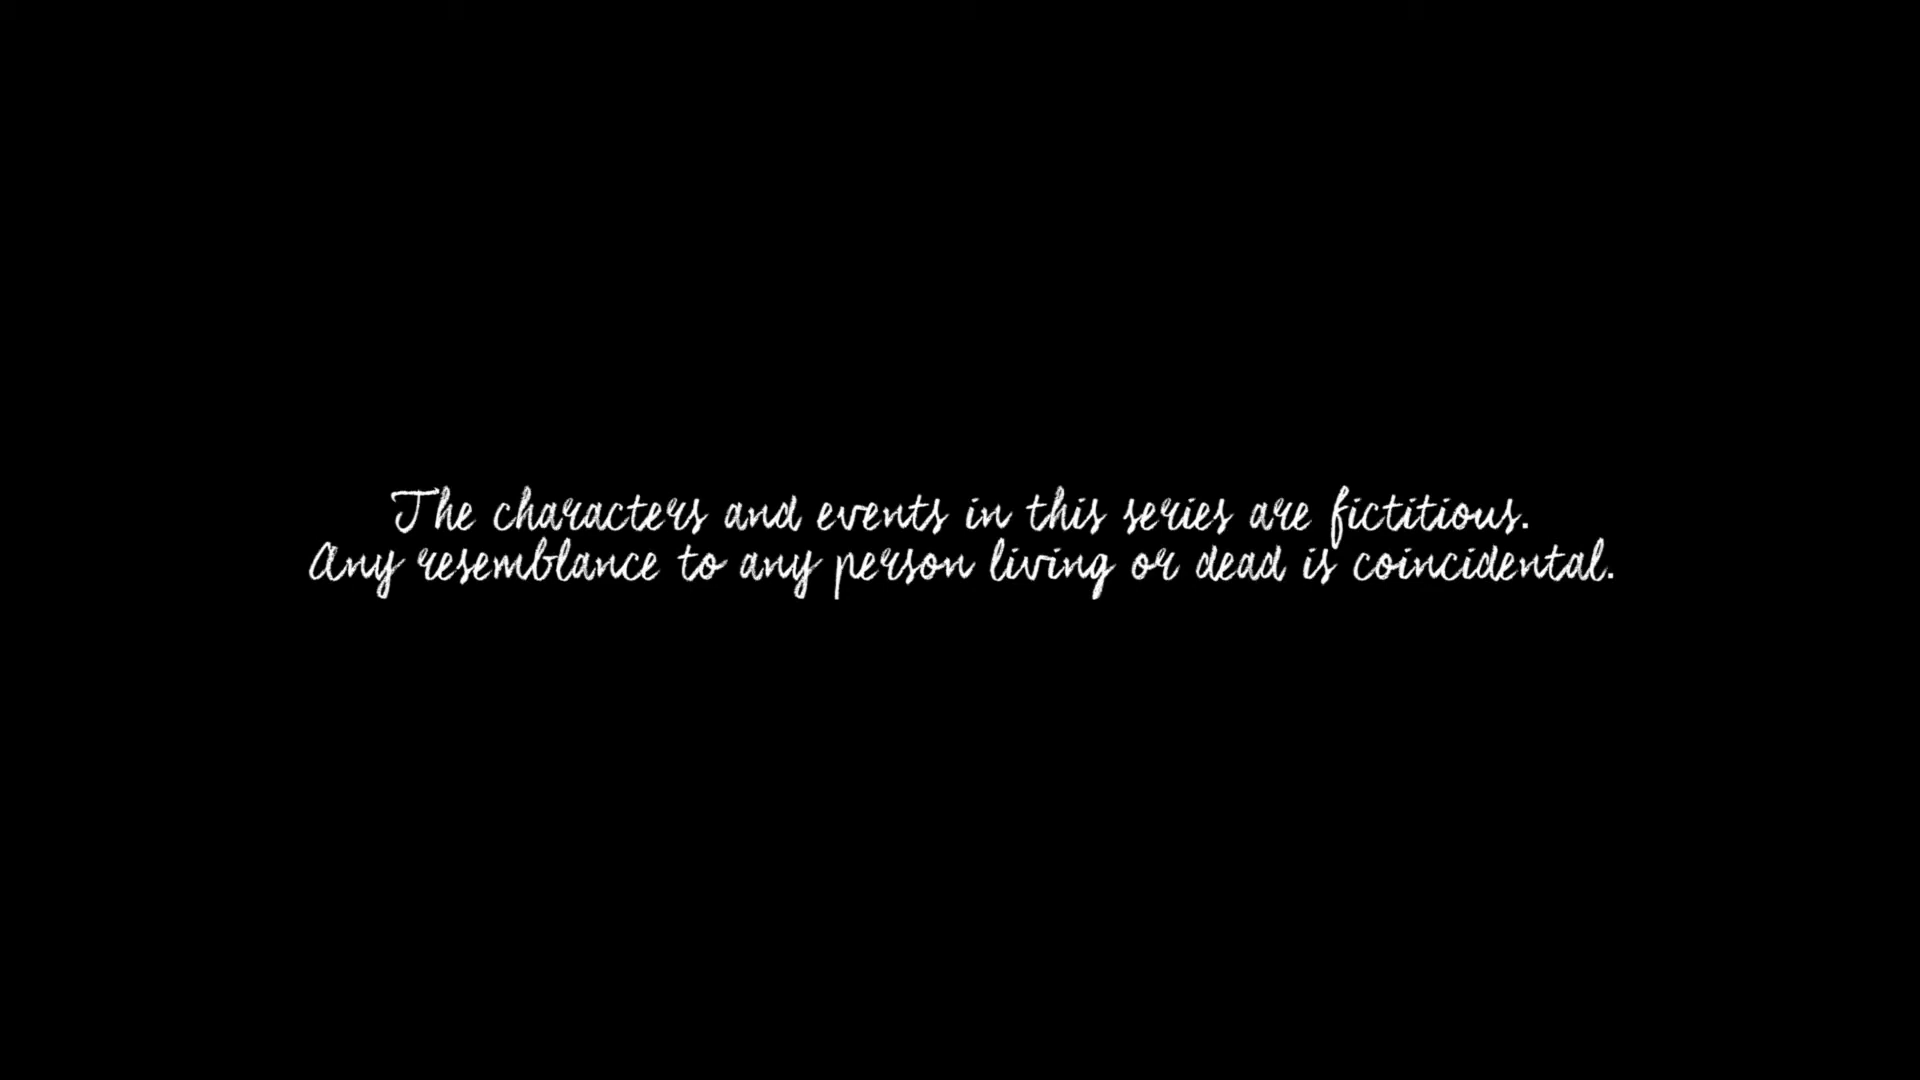 The characters and events in this series are fictitious.
Any resemblance to any person living or dead is coincidental.